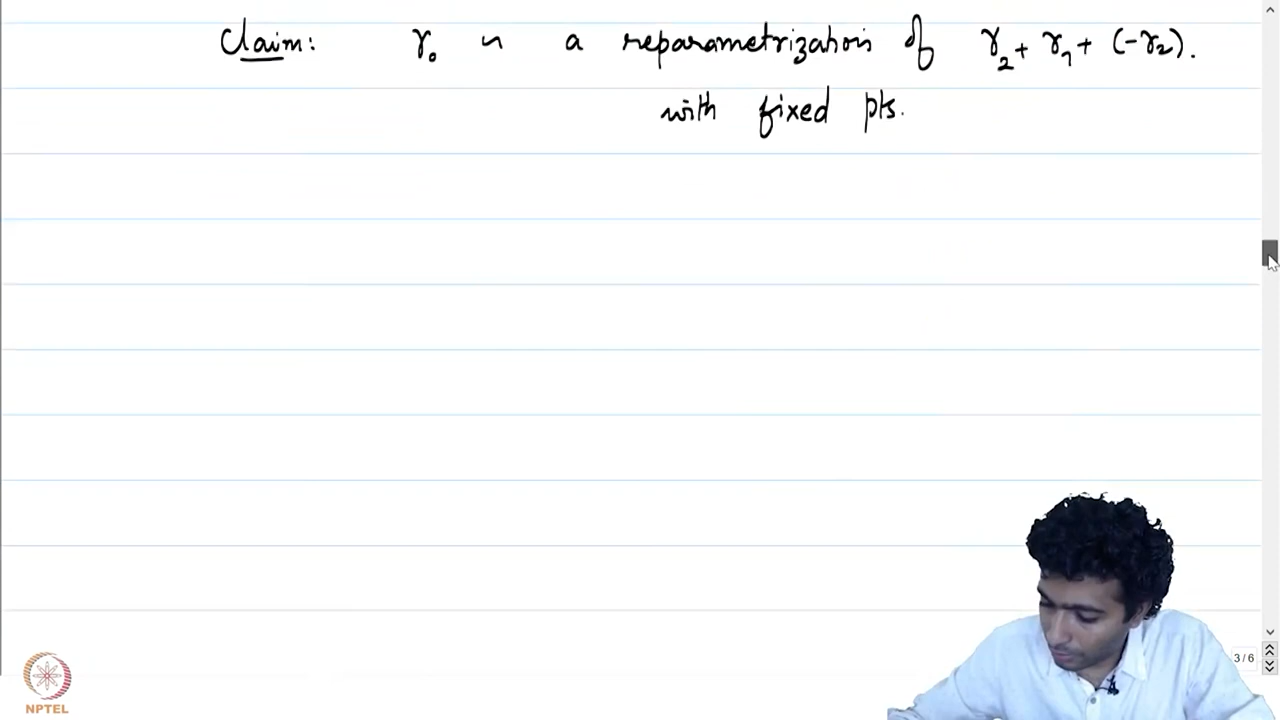 Claim: γ₀ is a reparametrization of γ₂ + γ₁ + (-γ₂).
with fixed pts.
3 / 6
NPTEL